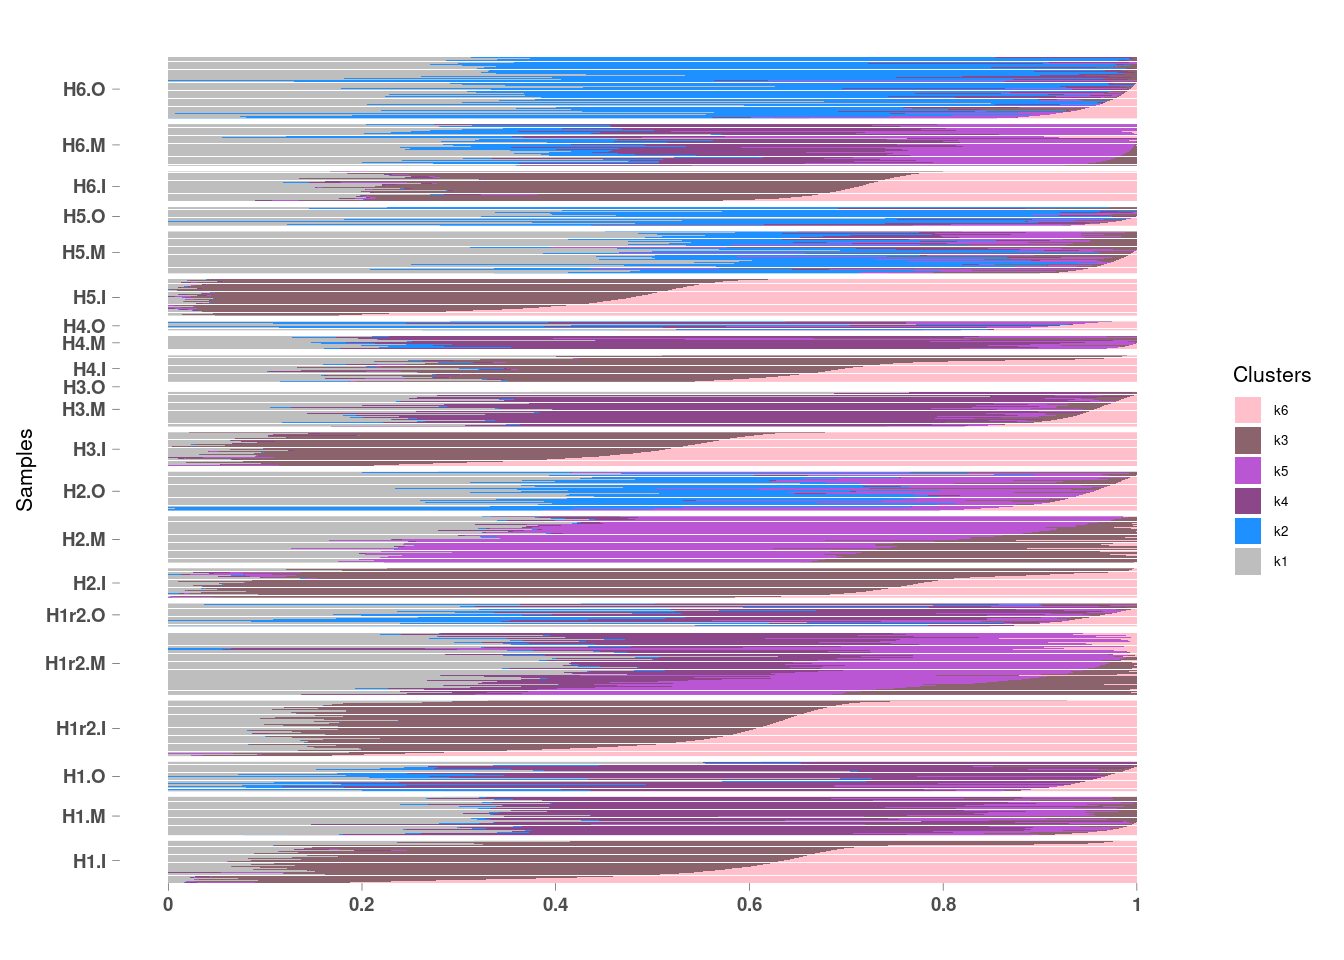 H6.O
H6.M
H6.I
H5.O
H5.M
H5.I
H4.O
H4.M
H4.I
H3.O
H3.M
H3.I
H2.O
H2.M
H2.I
H1r2.O
H1r2.M
H1r2.I
H1.O
H1.M
H1.I
Samples
0 0.2 0.4 0.6 0.8 1
Clusters
k6
k3
k5
k4
k2
k1